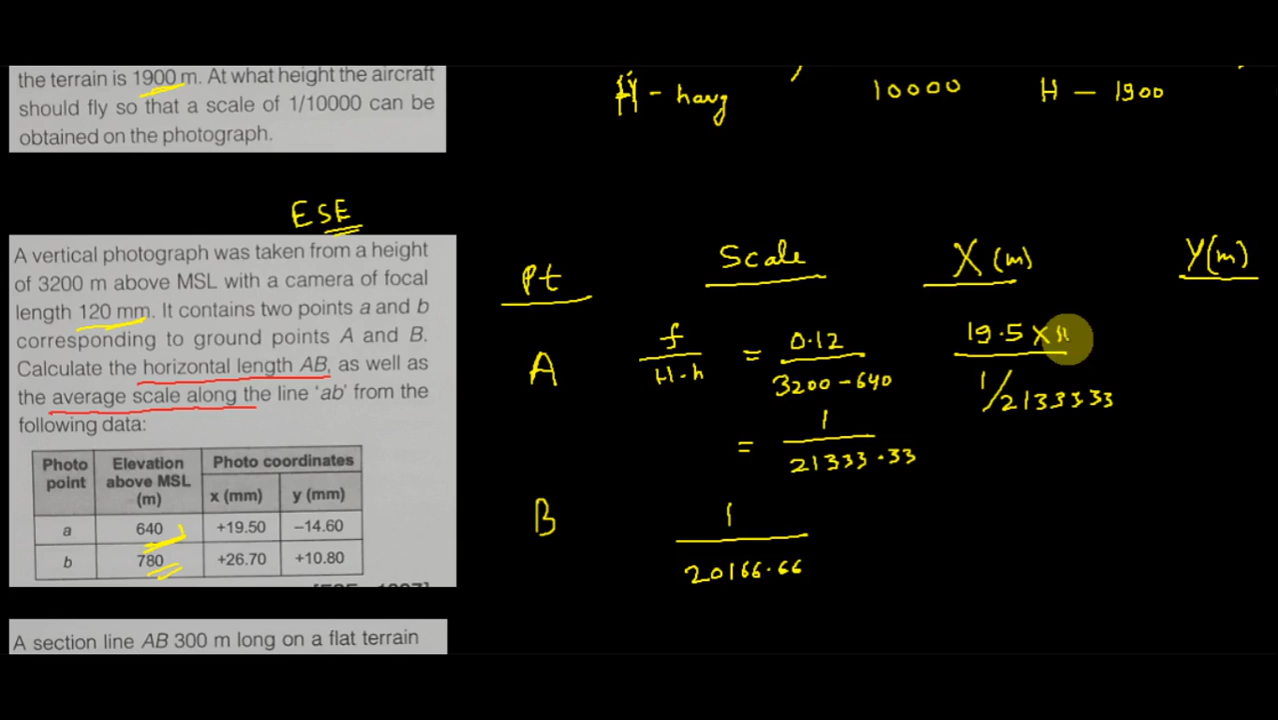 the terrain is 1900 m. At what height the aircraft
should fly so that a scale of 1/10000 can be
obtained on the photograph.
H - havg
10000
H - 1900
ESE
A vertical photograph was taken from a height
of 3200 m above MSL with a camera of focal
length 120 mm. It contains two points a and b
corresponding to ground points A and B.
Calculate the horizontal length AB, as well as
the average scale along the line 'ab' from the
following data:
Photo point Elevation above MSL (m) Photo coordinates
x (mm) y (mm)
a 640 +19.50 –14.60
b 780 +26.70 +10.80
A section line AB 300 m long on a flat terrain
Pt Scale X (m) Y(m)
A f/H-h = 0.12/3200-640
= 1/21333.33
19.5 X
1/2133333
B 1/20166.66